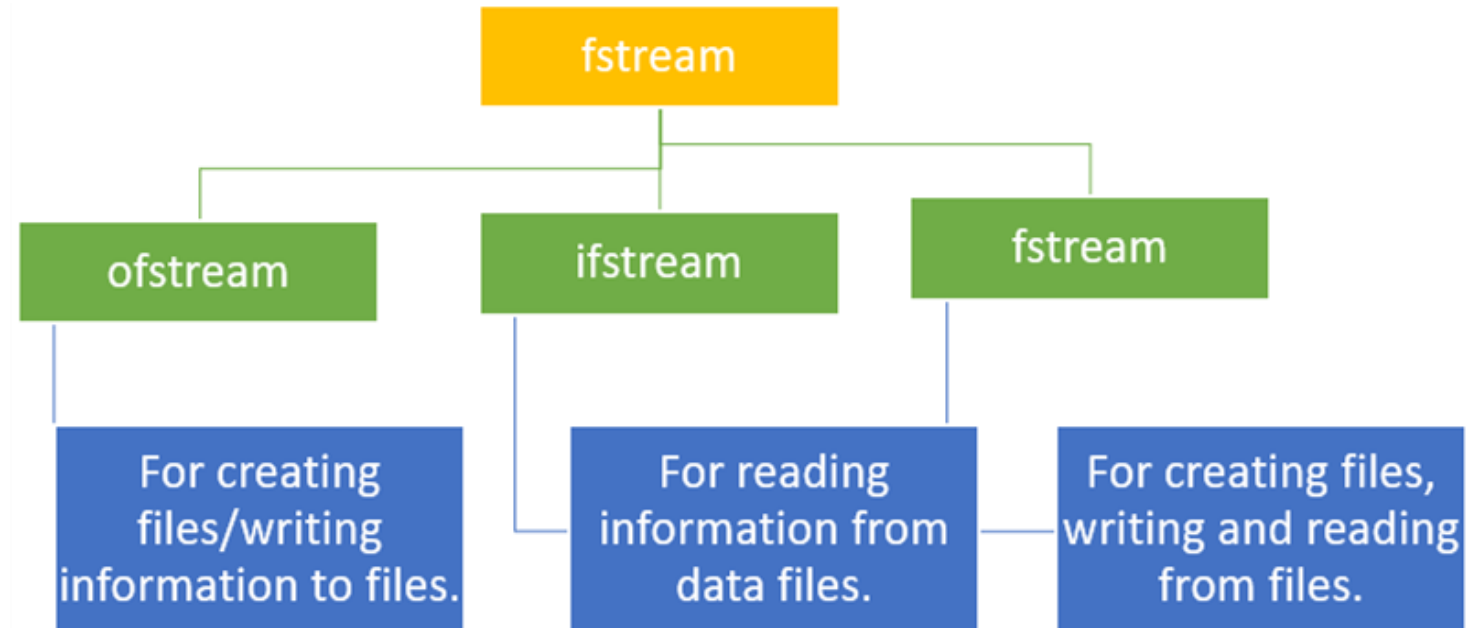 fstream
ofstream
ifstream
fstream
For creating
files/writing
information to files.
For reading
information from
data files.
For creating files,
writing and reading
from files.